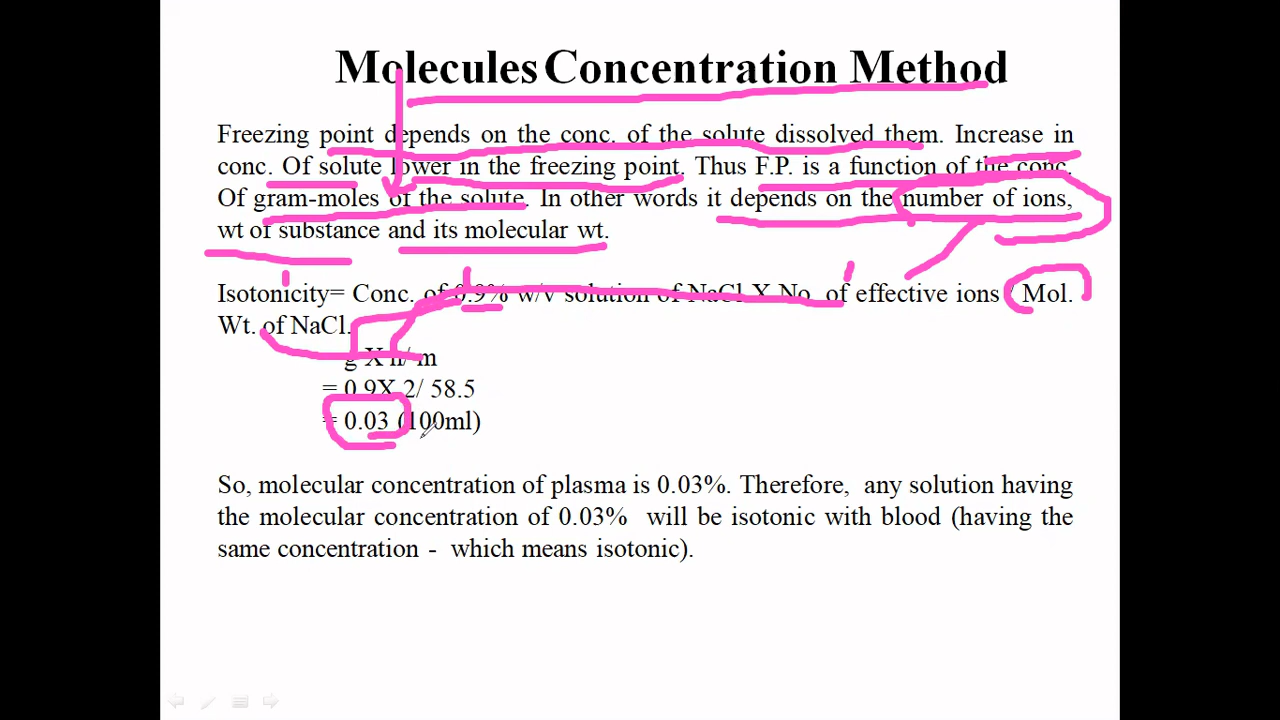 Molecules Concentration Method
Freezing point depends on the conc. of the solute dissolved them. Increase in
conc. Of solute lower in the freezing point. Thus F.P. is a function of the conc.
Of gram-moles of the solute. In other words it depends on the number of ions,
wt of substance and its molecular wt.
Isotonicity= Conc. of 0.9% w/v solution of NaCl X No. of effective ions / Mol.
Wt. of NaCl.
g X n/ m
= 0.9X 2/ 58.5
= 0.03 (100ml)
So, molecular concentration of plasma is 0.03%. Therefore, any solution having
the molecular concentration of 0.03% will be isotonic with blood (having the
same concentration - which means isotonic).